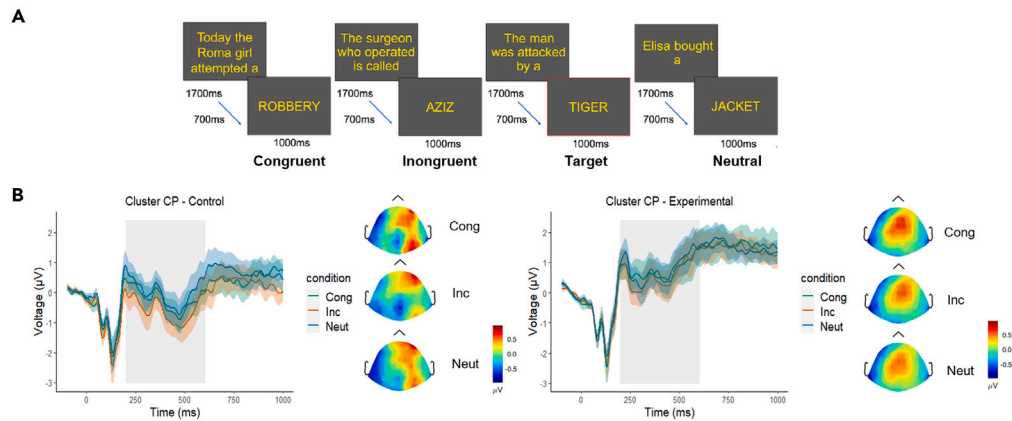 A
Today the
Roma girl
attempted a
1700ms
700ms
ROBBERY
1000ms
Congruent
The surgeon
who operated
is called
1700ms
700ms
AZIZ
1000ms
Inongruent
The man
was attacked
by a
1700ms
700ms
TIGER
1000ms
Target
Elisa bought
a
1700ms
700ms
JACKET
1000ms
Neutral
B
Cluster CP - Control
Voltage (µV)
2
1
0
-1
-2
-3
0
250
500
750
1000
Time (ms)
condition
Cong
Inc
Neut
Cong
Inc
Neut
0.5
0.0
-0.5
µV
Cluster CP - Experimental
Voltage (µV)
2
1
0
-1
-2
-3
0
250
500
750
1000
Time (ms)
condition
Cong
Inc
Neut
Cong
Inc
Neut
0.5
0.0
-0.5
µV